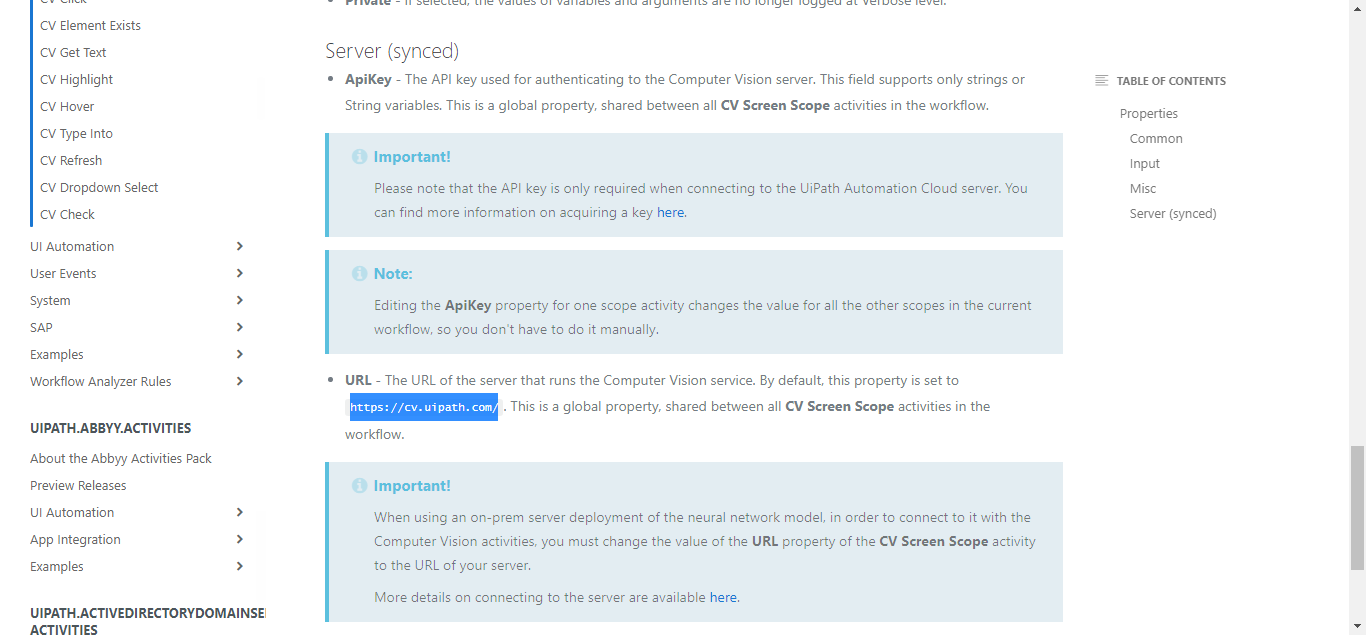 CV Click
CV Element Exists
CV Get Text
CV Highlight
CV Hover
CV Type Into
CV Refresh
CV Dropdown Select
CV Check
UI Automation
User Events
System
SAP
Examples
Workflow Analyzer Rules
UIPATH.ABBYY.ACTIVITIES
About the Abbyy Activities Pack
Preview Releases
UI Automation
App Integration
Examples
UIPATH.ACTIVEDIRECTORYDOMAINSE
ACTIVITIES
• Private - If selected, the values of variables and arguments are no longer logged at Verbose level.
Server (synced)
• ApiKey - The API key used for authenticating to the Computer Vision server. This field supports only strings or
String variables. This is a global property, shared between all CV Screen Scope activities in the workflow.
Important!
Please note that the API key is only required when connecting to the UiPath Automation Cloud server. You
can find more information on acquiring a key here.
Note:
Editing the ApiKey property for one scope activity changes the value for all the other scopes in the current
workflow, so you don't have to do it manually.
• URL - The URL of the server that runs the Computer Vision service. By default, this property is set to
https://cv.uipath.com/ . This is a global property, shared between all CV Screen Scope activities in the
workflow.
Important!
When using an on-prem server deployment of the neural network model, in order to connect to it with the
Computer Vision activities, you must change the value of the URL property of the CV Screen Scope activity
to the URL of your server.
More details on connecting to the server are available here.
TABLE OF CONTENTS
Properties
Common
Input
Misc
Server (synced)